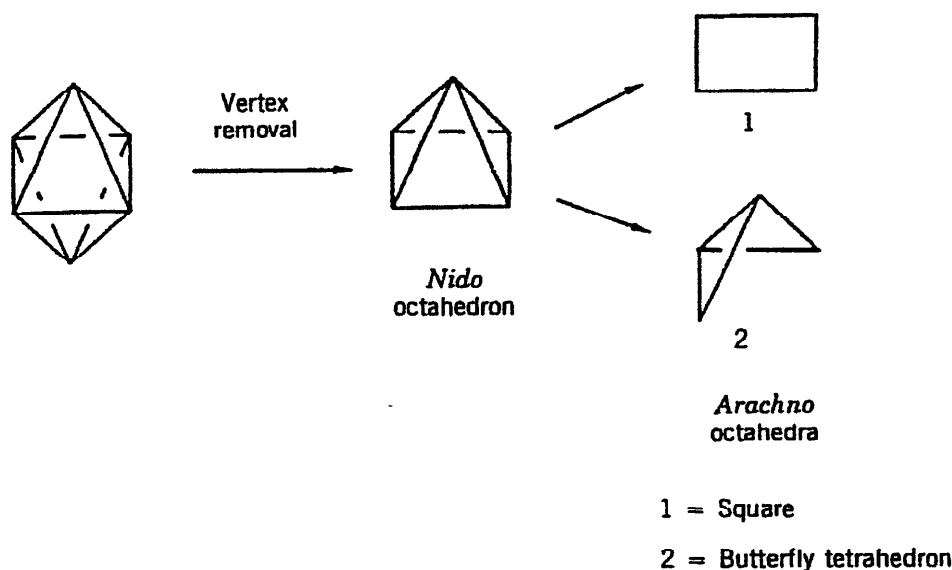 Vertex
removal
1
Nido
octahedron
2
Arachno
octahedra
1 = Square
2 = Butterfly tetrahedron